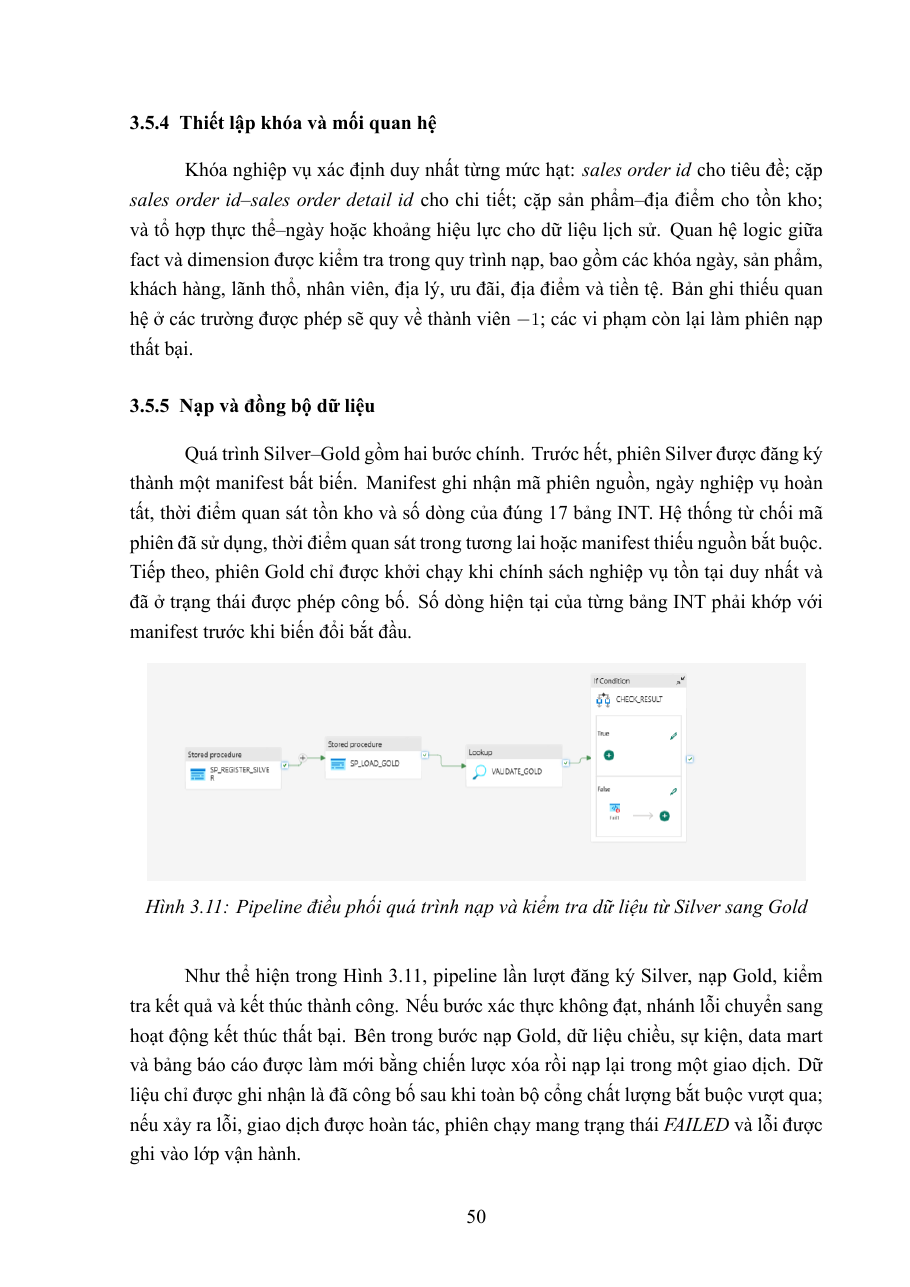 3.5.4 Thiết lập khóa và mối quan hệ
Khóa nghiệp vụ xác định duy nhất từng mức hạt: sales order id cho tiêu đề; cặp
sales order id–sales order detail id cho chi tiết; cặp sản phẩm–địa điểm cho tồn kho;
và tổ hợp thực thể–ngày hoặc khoảng hiệu lực cho dữ liệu lịch sử. Quan hệ logic giữa
fact và dimension được kiểm tra trong quy trình nạp, bao gồm các khóa ngày, sản phẩm,
khách hàng, lãnh thổ, nhân viên, địa lý, ưu đãi, địa điểm và tiền tệ. Bản ghi thiếu quan
hệ ở các trường được phép sẽ quy về thành viên −1; các vi phạm còn lại làm phiên nạp
thất bại.
3.5.5 Nạp và đồng bộ dữ liệu
Quá trình Silver–Gold gồm hai bước chính. Trước hết, phiên Silver được đăng ký
thành một manifest bất biến. Manifest ghi nhận mã phiên nguồn, ngày nghiệp vụ hoàn
tất, thời điểm quan sát tồn kho và số dòng của đúng 17 bảng INT. Hệ thống từ chối mã
phiên đã sử dụng, thời điểm quan sát trong tương lai hoặc manifest thiếu nguồn bắt buộc.
Tiếp theo, phiên Gold chỉ được khởi chạy khi chính sách nghiệp vụ tồn tại duy nhất và
đã ở trạng thái được phép công bố. Số dòng hiện tại của từng bảng INT phải khớp với
manifest trước khi biến đổi bắt đầu.
Stored procedure
SP_REGISTER_SILVE
R
Stored procedure
SP_LOAD_GOLD
Lookup
VALIDATE_GOLD
If Condition
CHECK_RESULT
True
False
Fail1
Hình 3.11: Pipeline điều phối quá trình nạp và kiểm tra dữ liệu từ Silver sang Gold
Như thể hiện trong Hình 3.11, pipeline lần lượt đăng ký Silver, nạp Gold, kiểm
tra kết quả và kết thúc thành công. Nếu bước xác thực không đạt, nhánh lỗi chuyển sang
hoạt động kết thúc thất bại. Bên trong bước nạp Gold, dữ liệu chiều, sự kiện, data mart
và bảng báo cáo được làm mới bằng chiến lược xóa rồi nạp lại trong một giao dịch. Dữ
liệu chỉ được ghi nhận là đã công bố sau khi toàn bộ cổng chất lượng bắt buộc vượt qua;
nếu xảy ra lỗi, giao dịch được hoàn tác, phiên chạy mang trạng thái FAILED và lỗi được
ghi vào lớp vận hành.
50